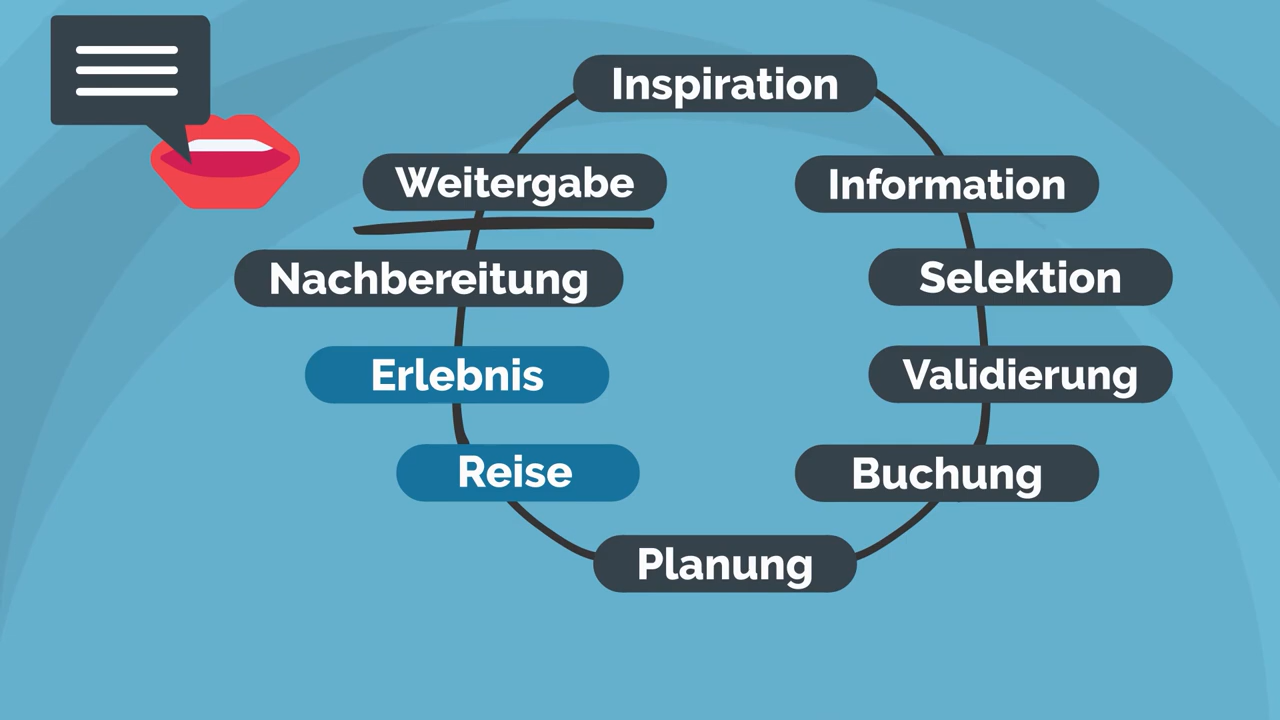 Inspiration
Weitergabe
Information
Nachbereitung
Selektion
Erlebnis
Validierung
Reise
Buchung
Planung